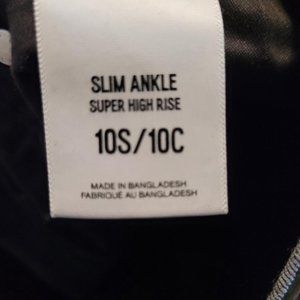 SLIM ANKLE
SUPER HIGH RISE
10S/10C
MADE IN BANGLADESH
FABRIQUÉ AU BANGLADESH